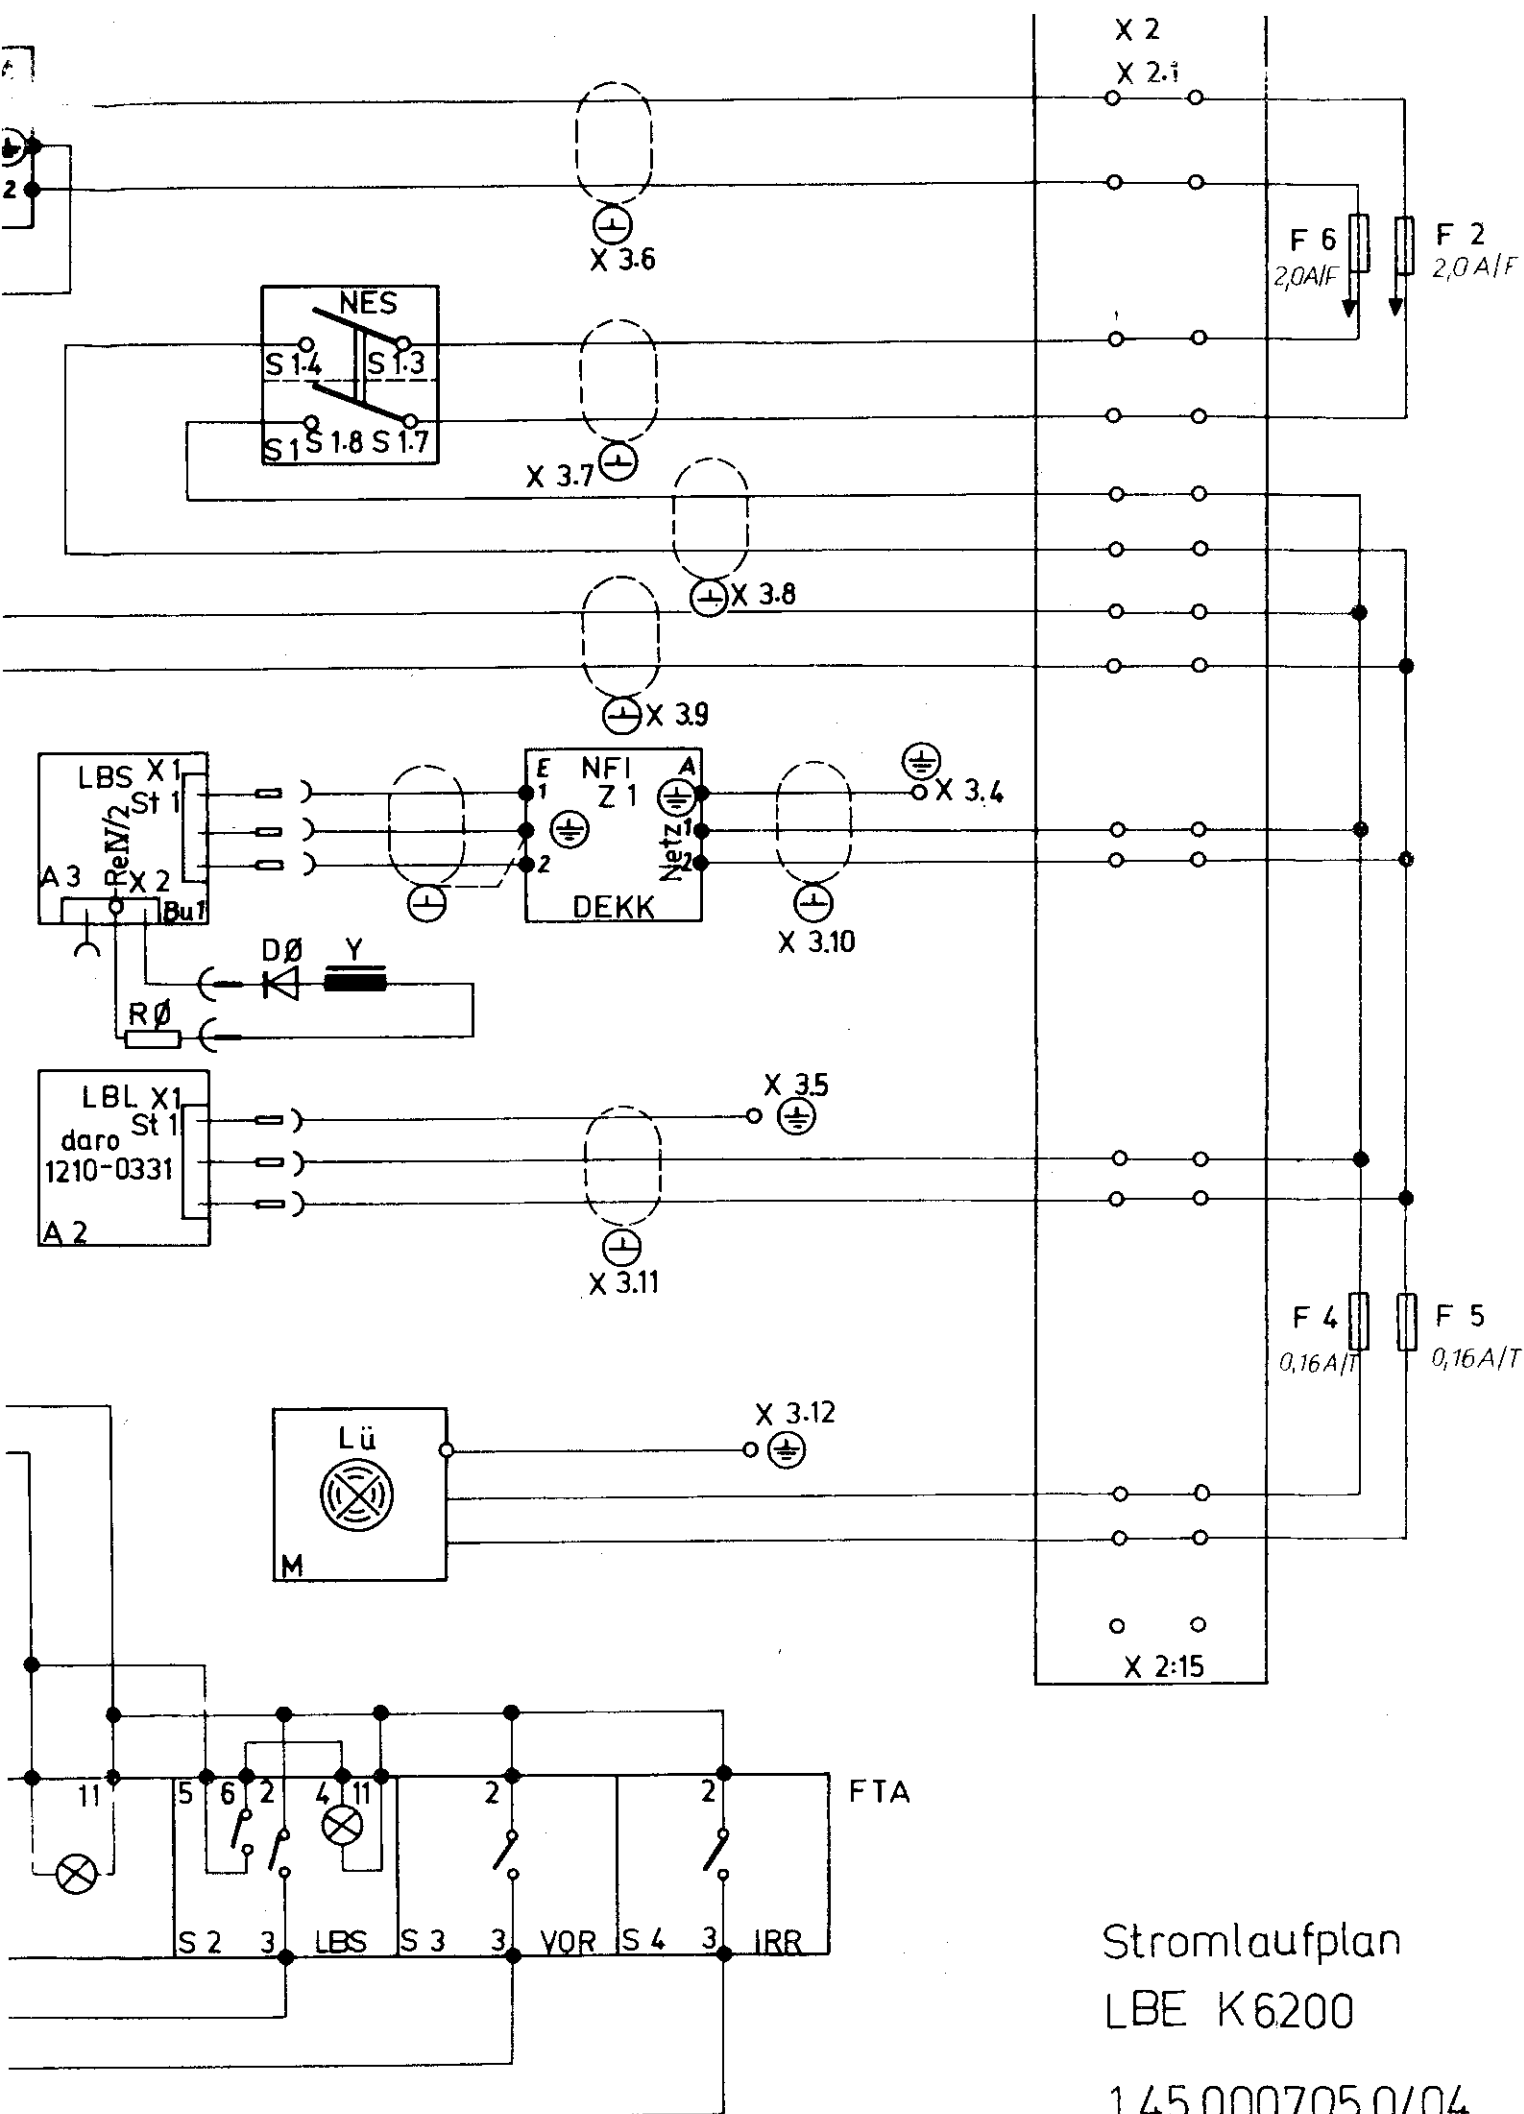 X 2
X 2.1
2
X 3.6
F 6
2,0A/F
F 2
2,0 A/F
NES
S 1.4
S 1.3
S 1
S 1.8
S 1.7
X 3.7
X 3.8
X 3.9
LBS
X 1
St 1
ReIV/2
A 3
X 2
Bu1
E
NFI
A
1
Z 1
1
2
Netz
2
DEKK
X 3.4
X 3.10
DØ
Y
RØ
LBL
X1
St 1
daro
1210-0331
A 2
X 3.5
X 3.11
F 4
0,16A/T
F 5
0,16A/T
Lü
M
X 3.12
X 2:15
11
5
6
2
4
11
2
2
FTA
S 2
3
LBS
S 3
3
VOR
S 4
3
IRR
Stromlaufplan
LBE K6200
1.45.000705.0/04